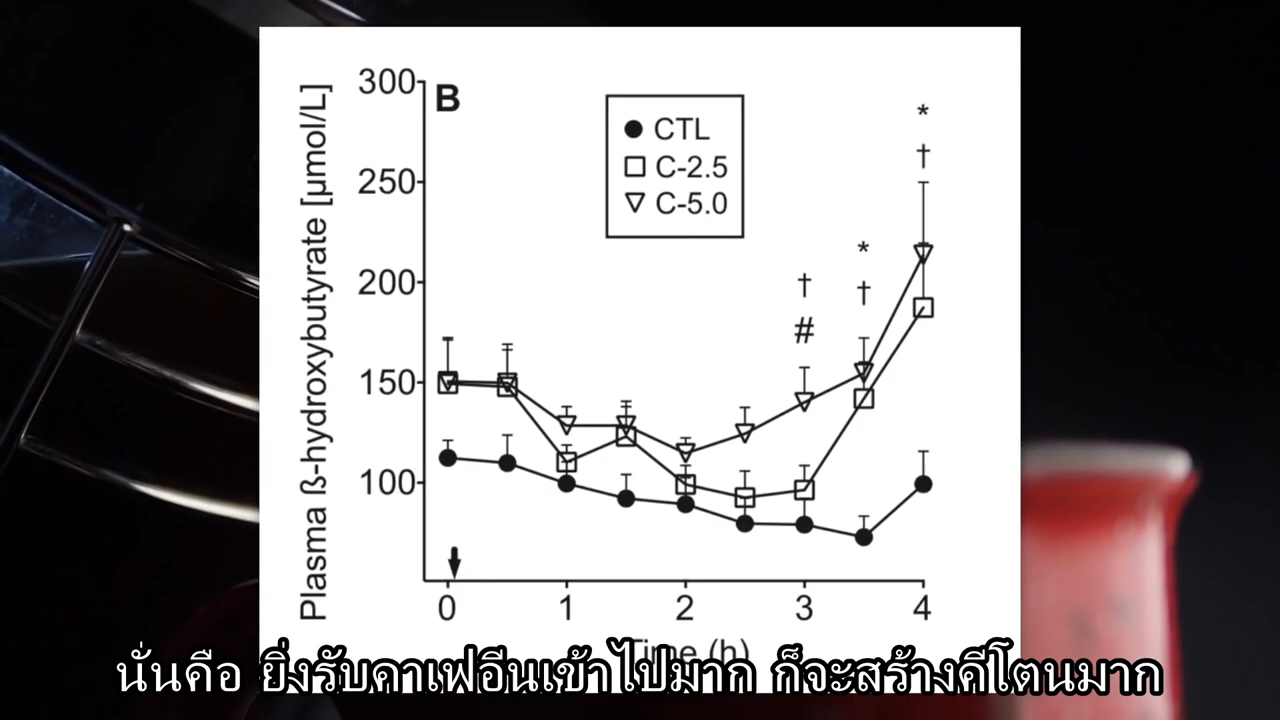 300
B
CTL
C-2.5
C-5.0
250
200
150
100
Plasma ß-hydroxybutyrate [µmol/L]
*
†
*
†
†
#
0 1 2 3 4
Time (h)
นั่นคือ ยิ่งรับคาเฟอีนเข้าไปมาก ก็จะสร้างคีโตนมาก